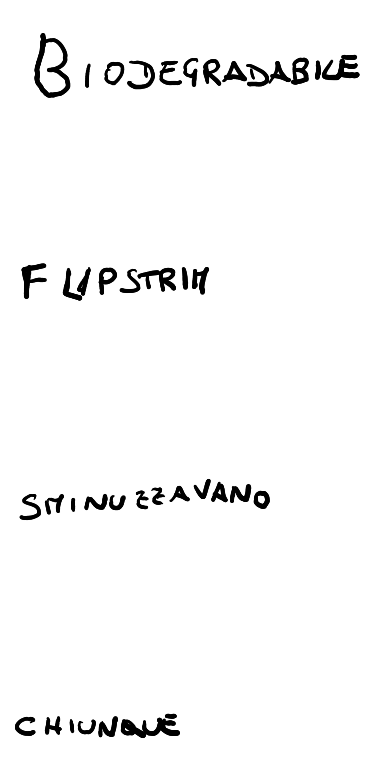 BIODEGRADABILE
FLIPSTRIM
SMINUZZAVANO
CHIUNQUE